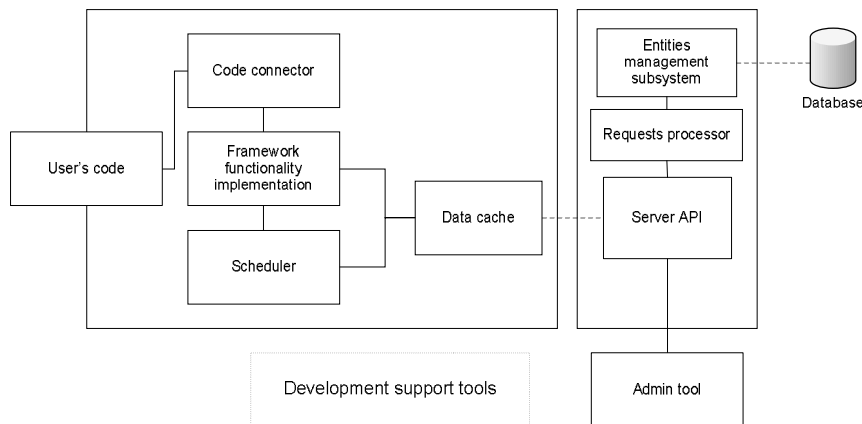 Code connector
User's code
Framework
functionality
implementation
Scheduler
Data cache
Entities
management
subsystem
Database
Requests processor
Server API
Development support tools
Admin tool